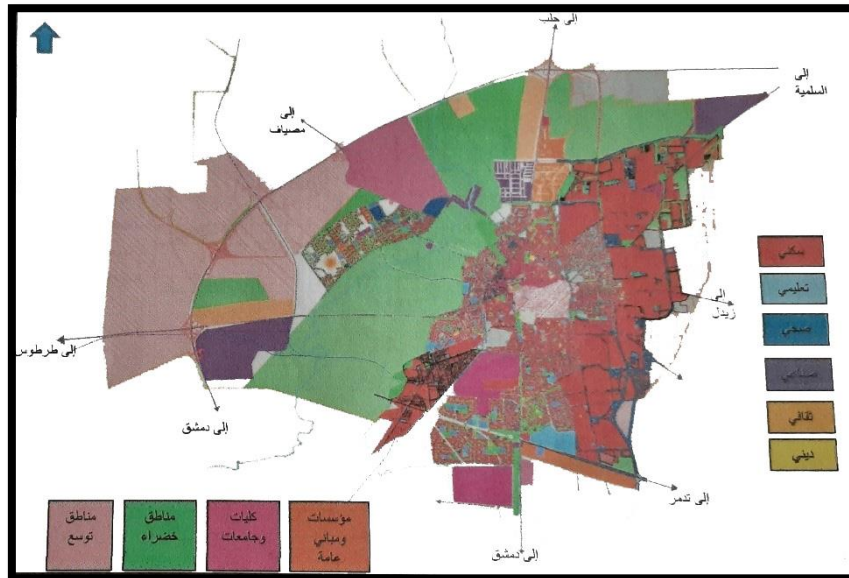 إلى حلب
إلى
السلمية
إلى
مصياف
سكني
تعليمي
صحي
صناعي
ثقافي
ديني
إلى
زيدل
إلى طرطوس
إلى دمشق
إلى تدمر
إلى دمشق
مناطق
توسع
مناطق
خضراء
كليات
وجامعات
مؤسسات
ومباني
عامة